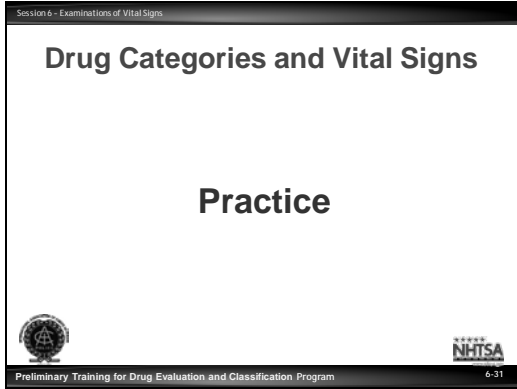 Session 6 - Examinations of Vital Signs
Drug Categories and Vital Signs
Practice
NHTSA
Preliminary Training for Drug Evaluation and Classification Program
6-31